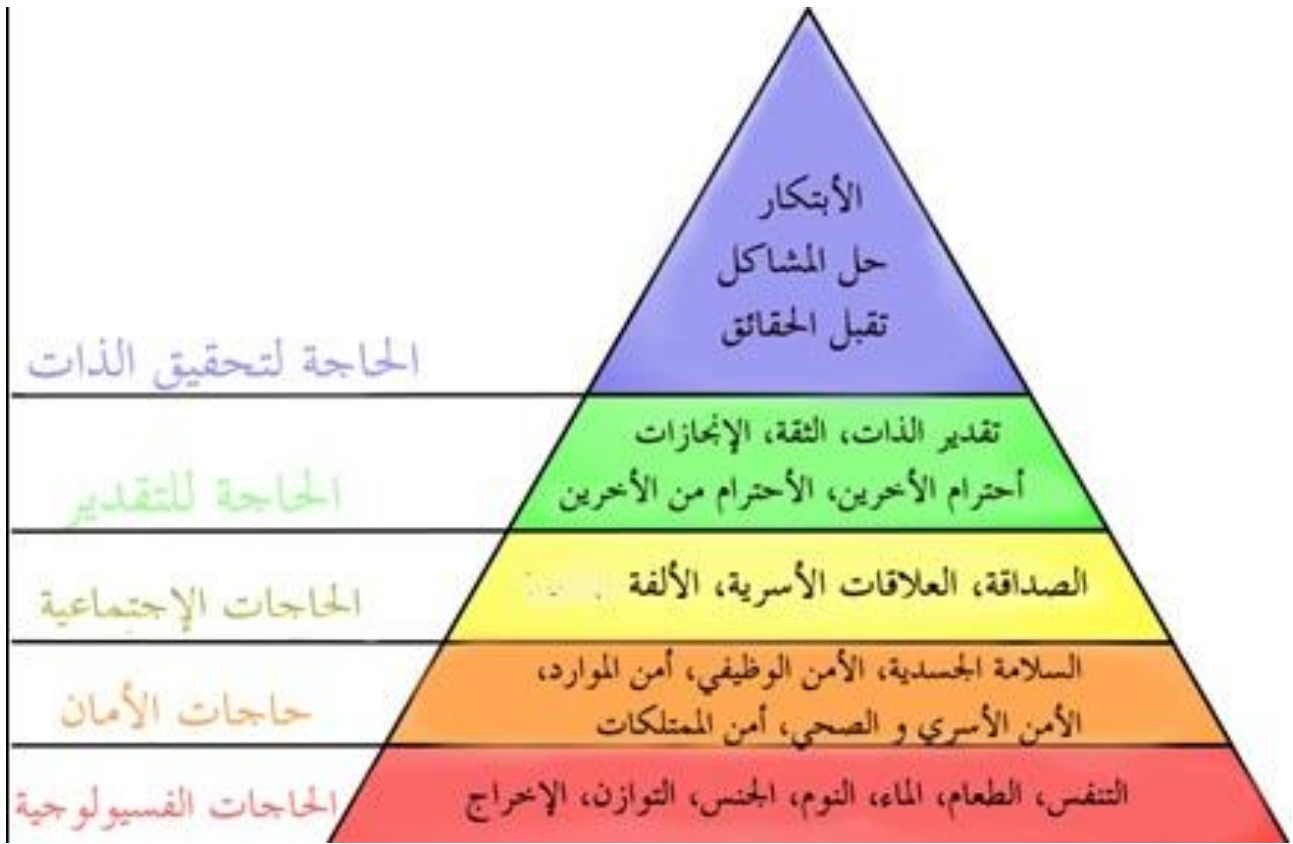 الأبتكار
حل المشاكل
تقبل الحقائق
الحاجة لتحقيق الذات
تقدير الذات، الثقة، الإنجازات
أحترام الأخرين، الأحترام من الأخرين
الحاجة للتقدير
الصداقة، العلاقات الأسرية، الألفة
الحاجات الإجتماعية
السلامة الجسدية، الأمن الوظيفي، أمن الموارد،
الأمن الأسري و الصحي، أمن الممتلكات
حاجات الأمان
التنفس، الطعام، الماء، النوم، الجنس، التوازن، الإخراج
الحاجات الفسيولوجية